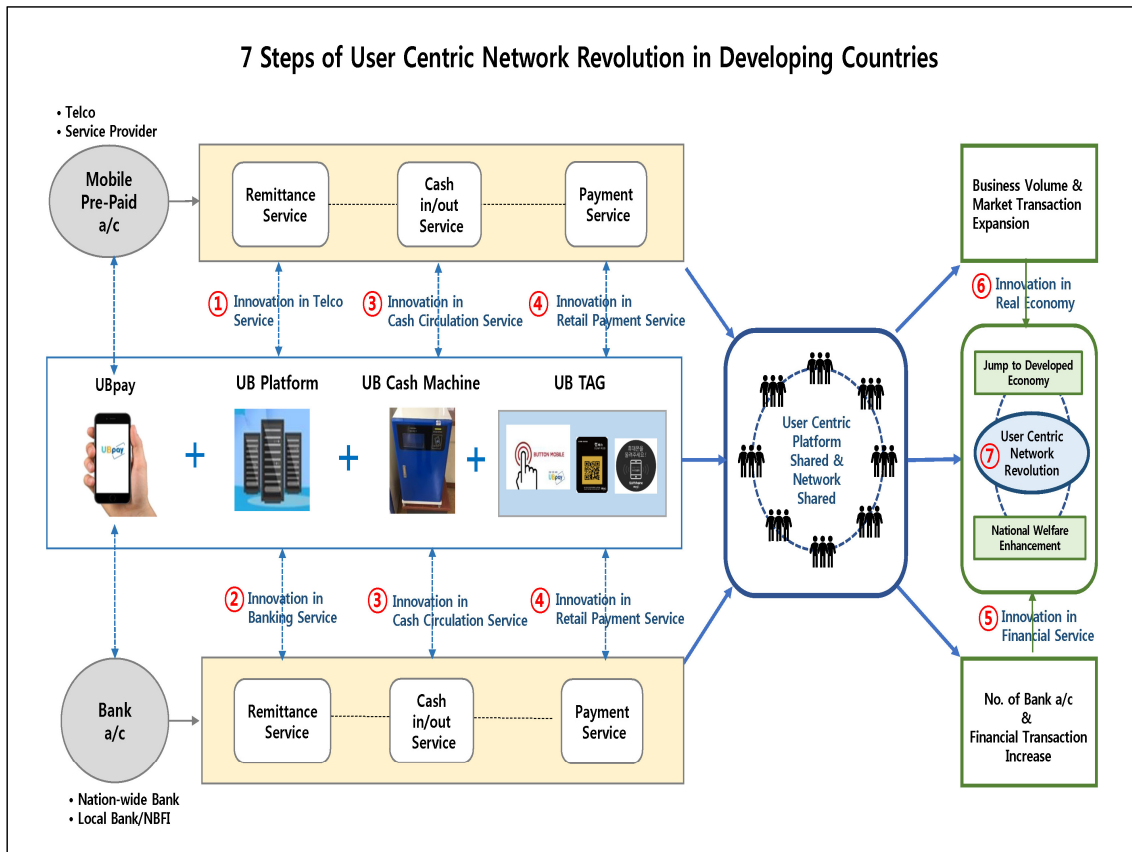 7 Steps of User Centric Network Revolution in Developing Countries
• Telco
• Service Provider
Mobile
Pre-Paid
a/c
Remittance
Service
Cash
in/out
Service
Payment
Service
Business Volume &
Market Transaction
Expansion
① Innovation in Telco
Service
③ Innovation in
Cash Circulation Service
④ Innovation in
Retail Payment Service
⑥ Innovation in
Real Economy
UBpay
UB Platform
UB Cash Machine
UB TAG
UBpay
+
+
+
BUTTON MOBILE
UBpay
User Centric
Platform
Shared &
Network
Shared
Jump to Developed
Economy
⑦ User Centric
Network
Revolution
National Welfare
Enhancement
② Innovation in
Banking Service
③ Innovation in
Cash Circulation Service
④ Innovation in
Retail Payment Service
⑤ Innovation in
Financial Service
Bank
a/c
Remittance
Service
Cash
in/out
Service
Payment
Service
No. of Bank a/c
&
Financial Transaction
Increase
• Nation-wide Bank
• Local Bank/NBFI